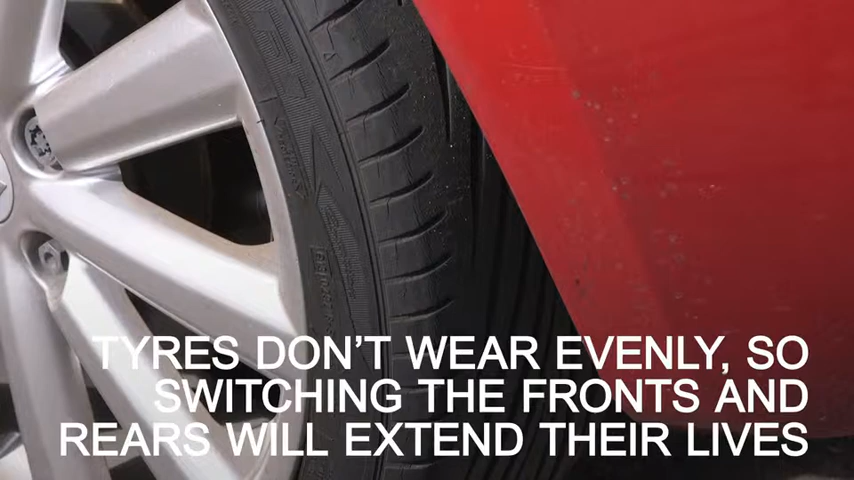 TYRES DON'T WEAR EVENLY, SO
SWITCHING THE FRONTS AND
REARS WILL EXTEND THEIR LIVES